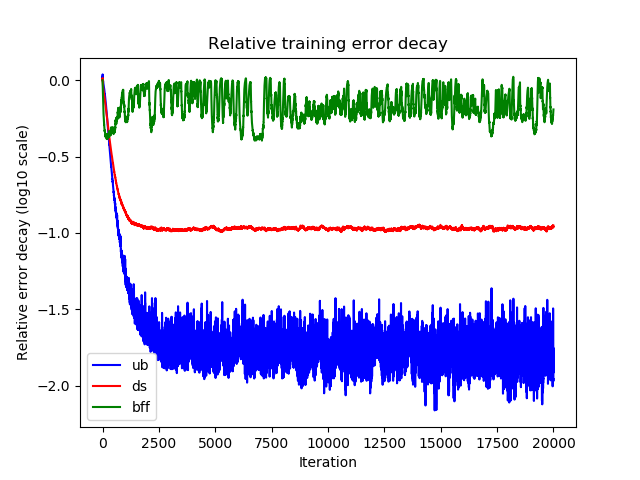 Relative training error decay
Relative error decay (log10 scale)
0.0
−0.5
−1.0
−1.5
−2.0
ub
ds
bff
0 2500 5000 7500 10000 12500 15000 17500 20000
Iteration